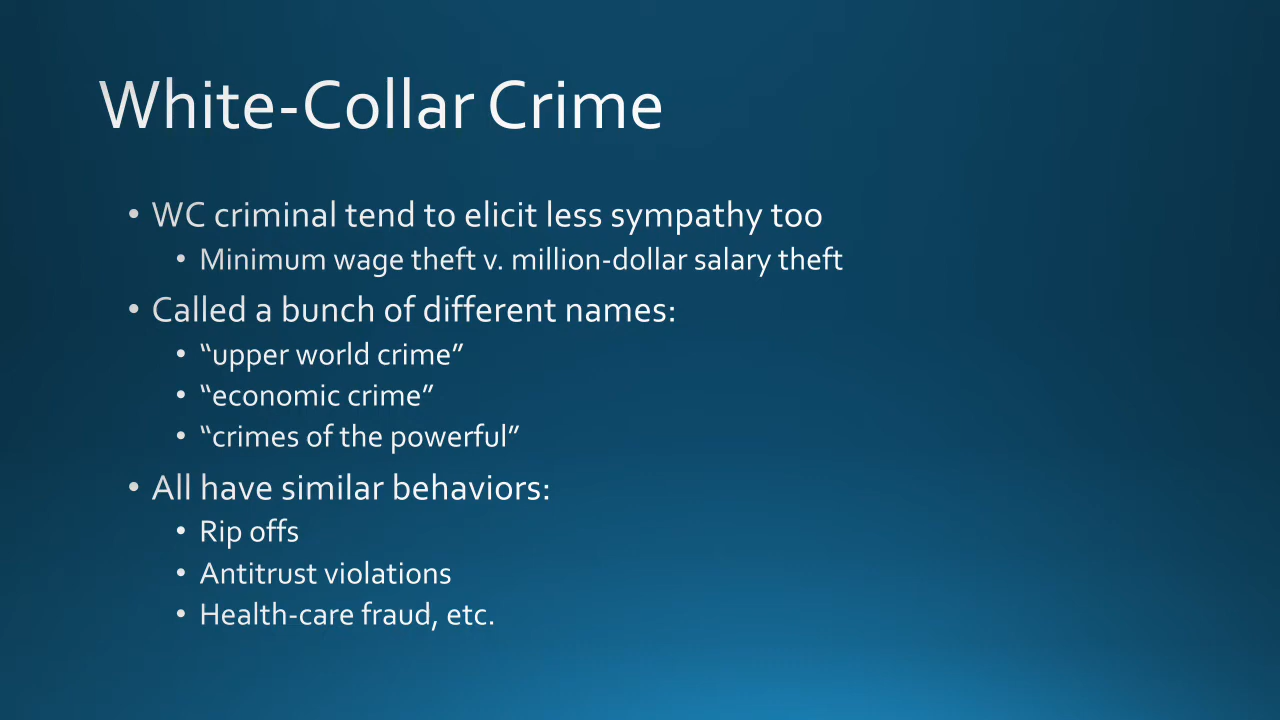 White-Collar Crime
• WC criminal tend to elicit less sympathy too
• Minimum wage theft v. million-dollar salary theft
• Called a bunch of different names:
• “upper world crime”
• “economic crime”
• “crimes of the powerful”
• All have similar behaviors:
• Rip offs
• Antitrust violations
• Health-care fraud, etc.